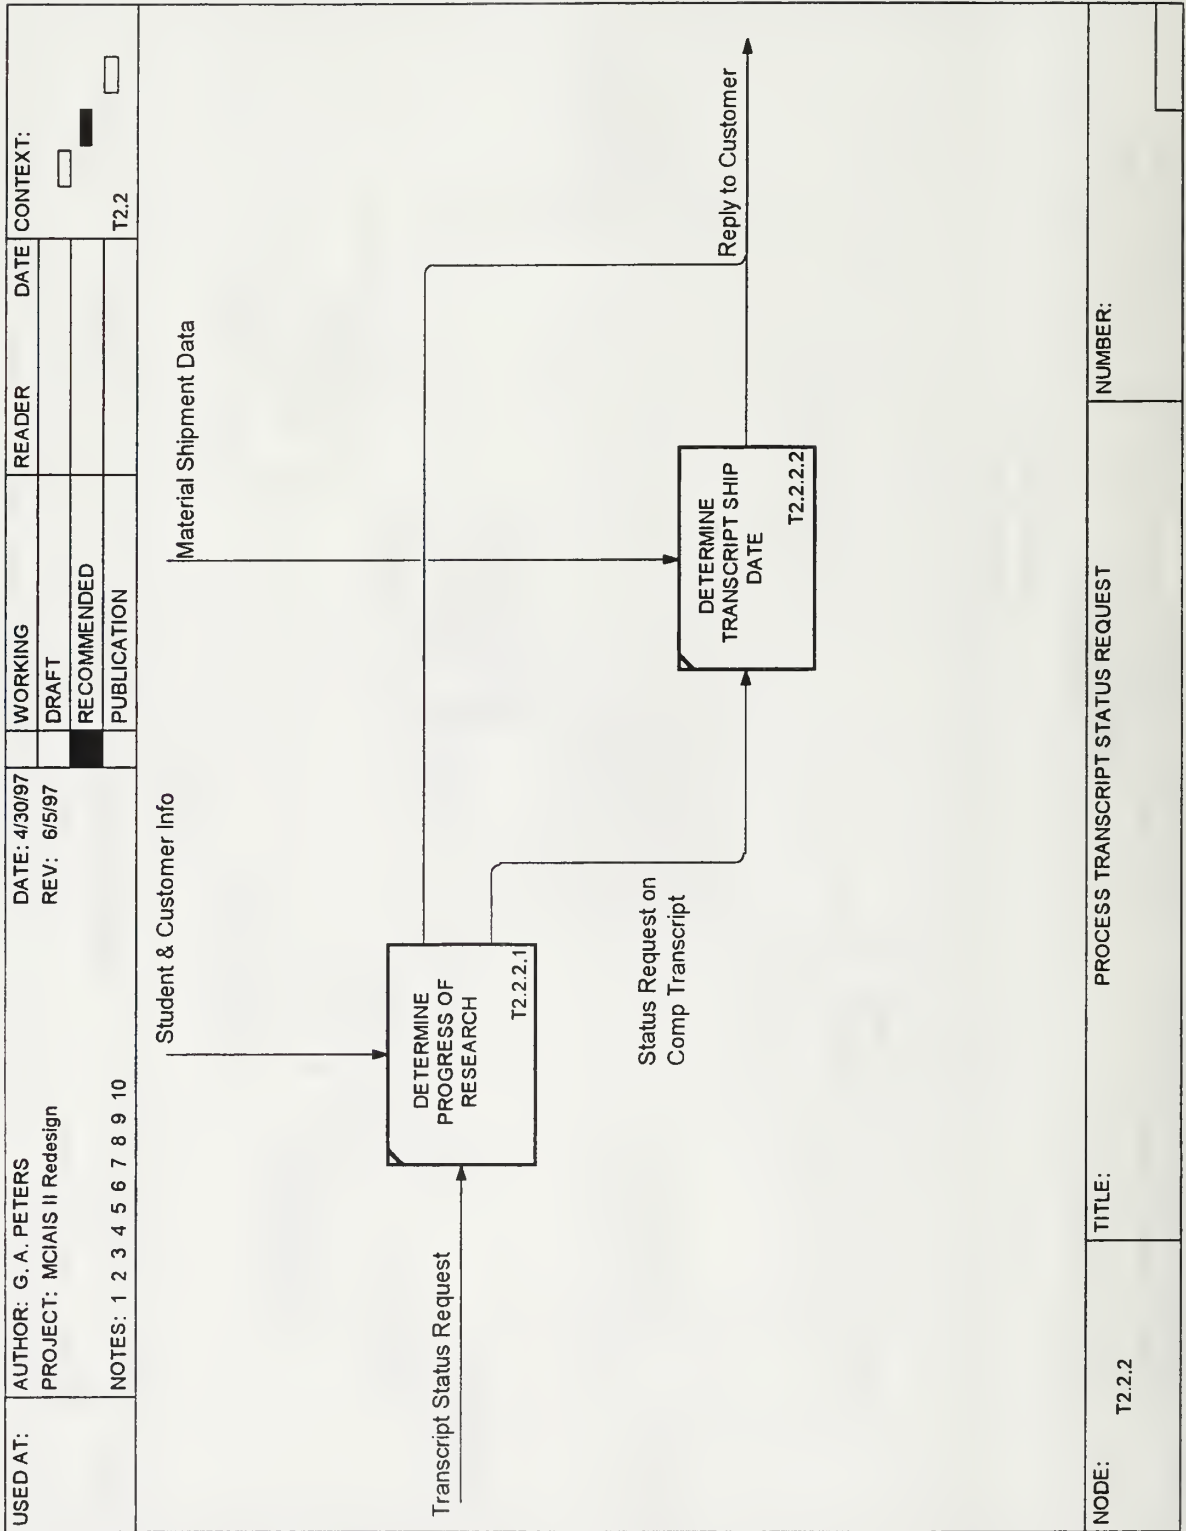 USED AT:
AUTHOR: G. A. PETERS
PROJECT: MCIAIS II Redesign
NOTES: 1 2 3 4 5 6 7 8 9 10
DATE: 4/30/97
REV: 6/5/97
WORKING
DRAFT
RECOMMENDED
PUBLICATION
READER
DATE
CONTEXT:
T2.2
Student & Customer Info
Material Shipment Data
Transcript Status Request
DETERMINE
PROGRESS OF
RESEARCH
T2.2.2.1
Status Request on
Comp Transcript
DETERMINE
TRANSCRIPT SHIP
DATE
T2.2.2.2
Reply to Customer
NODE:
T2.2.2
TITLE:
PROCESS TRANSCRIPT STATUS REQUEST
NUMBER: